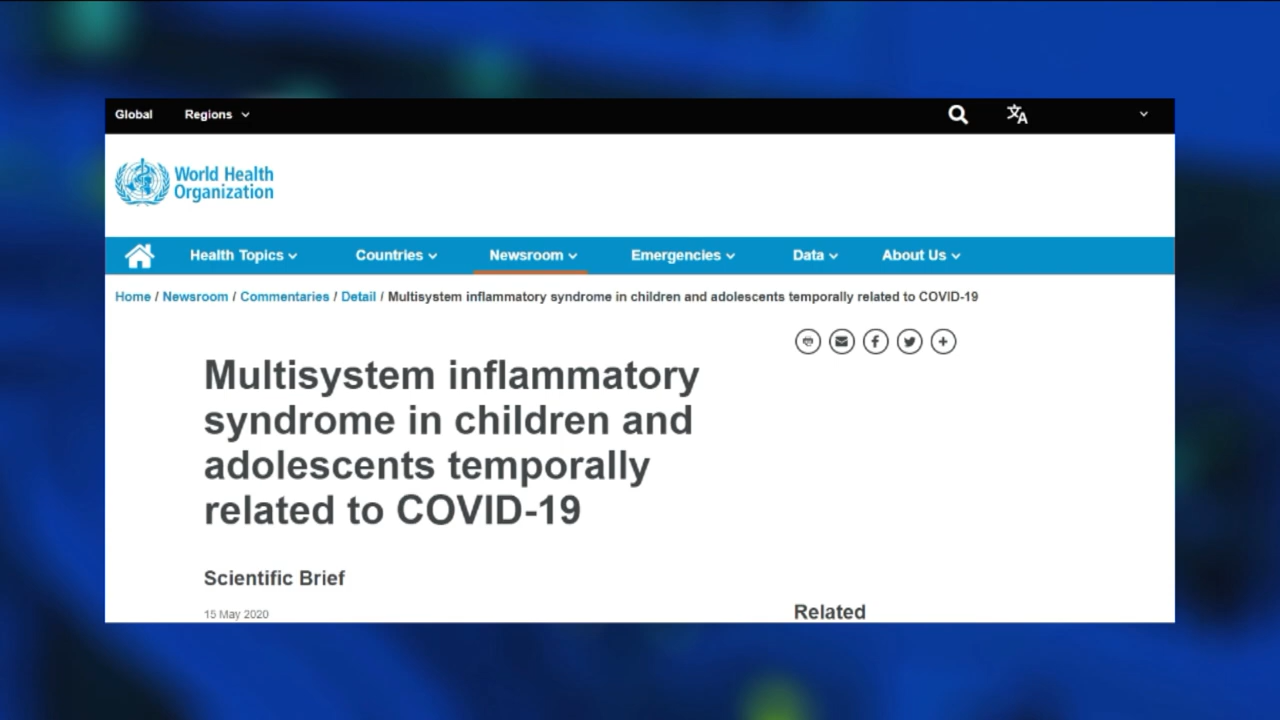 Global Regions
World Health
Organization
Health Topics Countries Newsroom Emergencies Data About Us
Home / Newsroom / Commentaries / Detail / Multisystem inflammatory syndrome in children and adolescents temporally related to COVID-19
Multisystem inflammatory
syndrome in children and
adolescents temporally
related to COVID-19
Scientific Brief
15 May 2020
Related